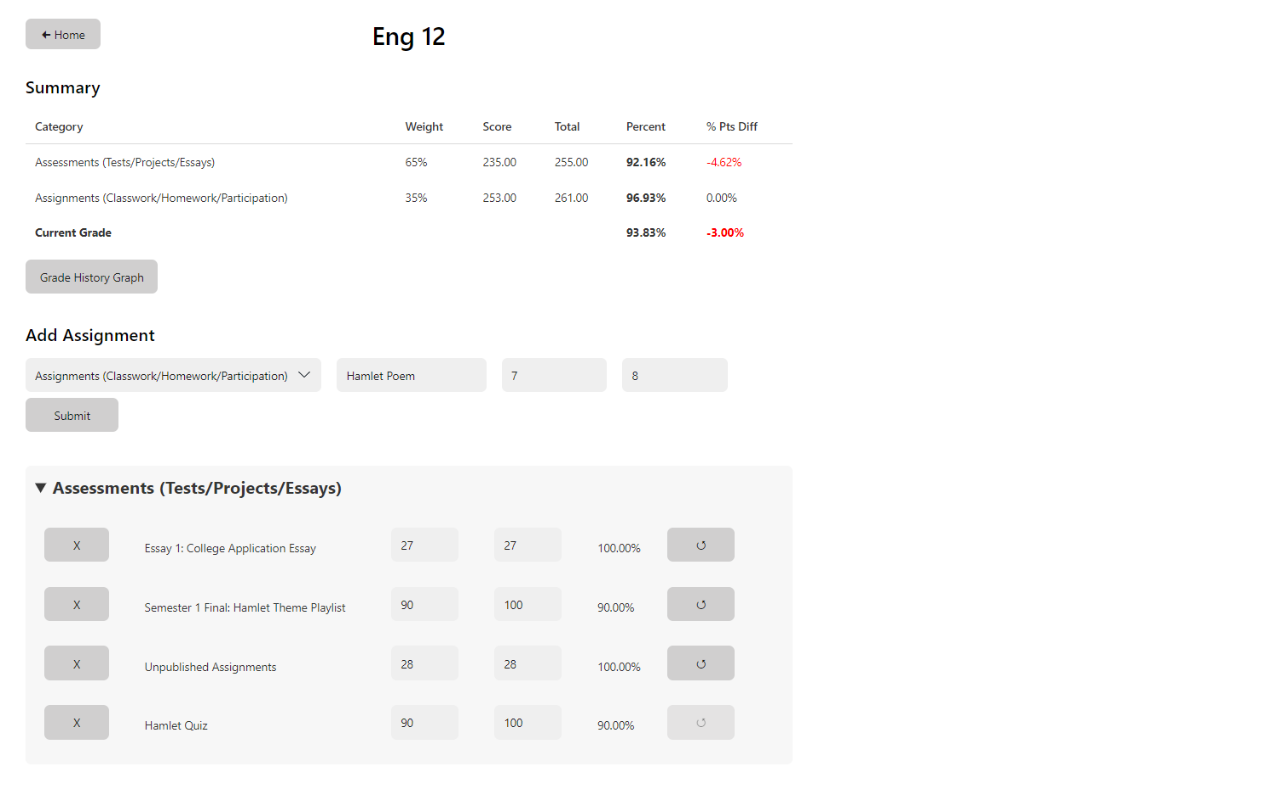 🡰 Home
Eng 12
Summary
Category Weight Score Total Percent % Pts Diff
Assessments (Tests/Projects/Essays) 65% 235.00 255.00 92.16% -4.62%
Assignments (Classwork/Homework/Participation) 35% 253.00 261.00 96.93% 0.00%
Current Grade 93.83% -3.00%
Grade History Graph
Add Assignment
Assignments (Classwork/Homework/Participation) Hamlet Poem 7 8
Submit
▼ Assessments (Tests/Projects/Essays)
X Essay 1: College Application Essay 27 27 100.00% ↺
X Semester 1 Final: Hamlet Theme Playlist 90 100 90.00% ↺
X Unpublished Assignments 28 28 100.00% ↺
X Hamlet Quiz 90 100 90.00% ↺